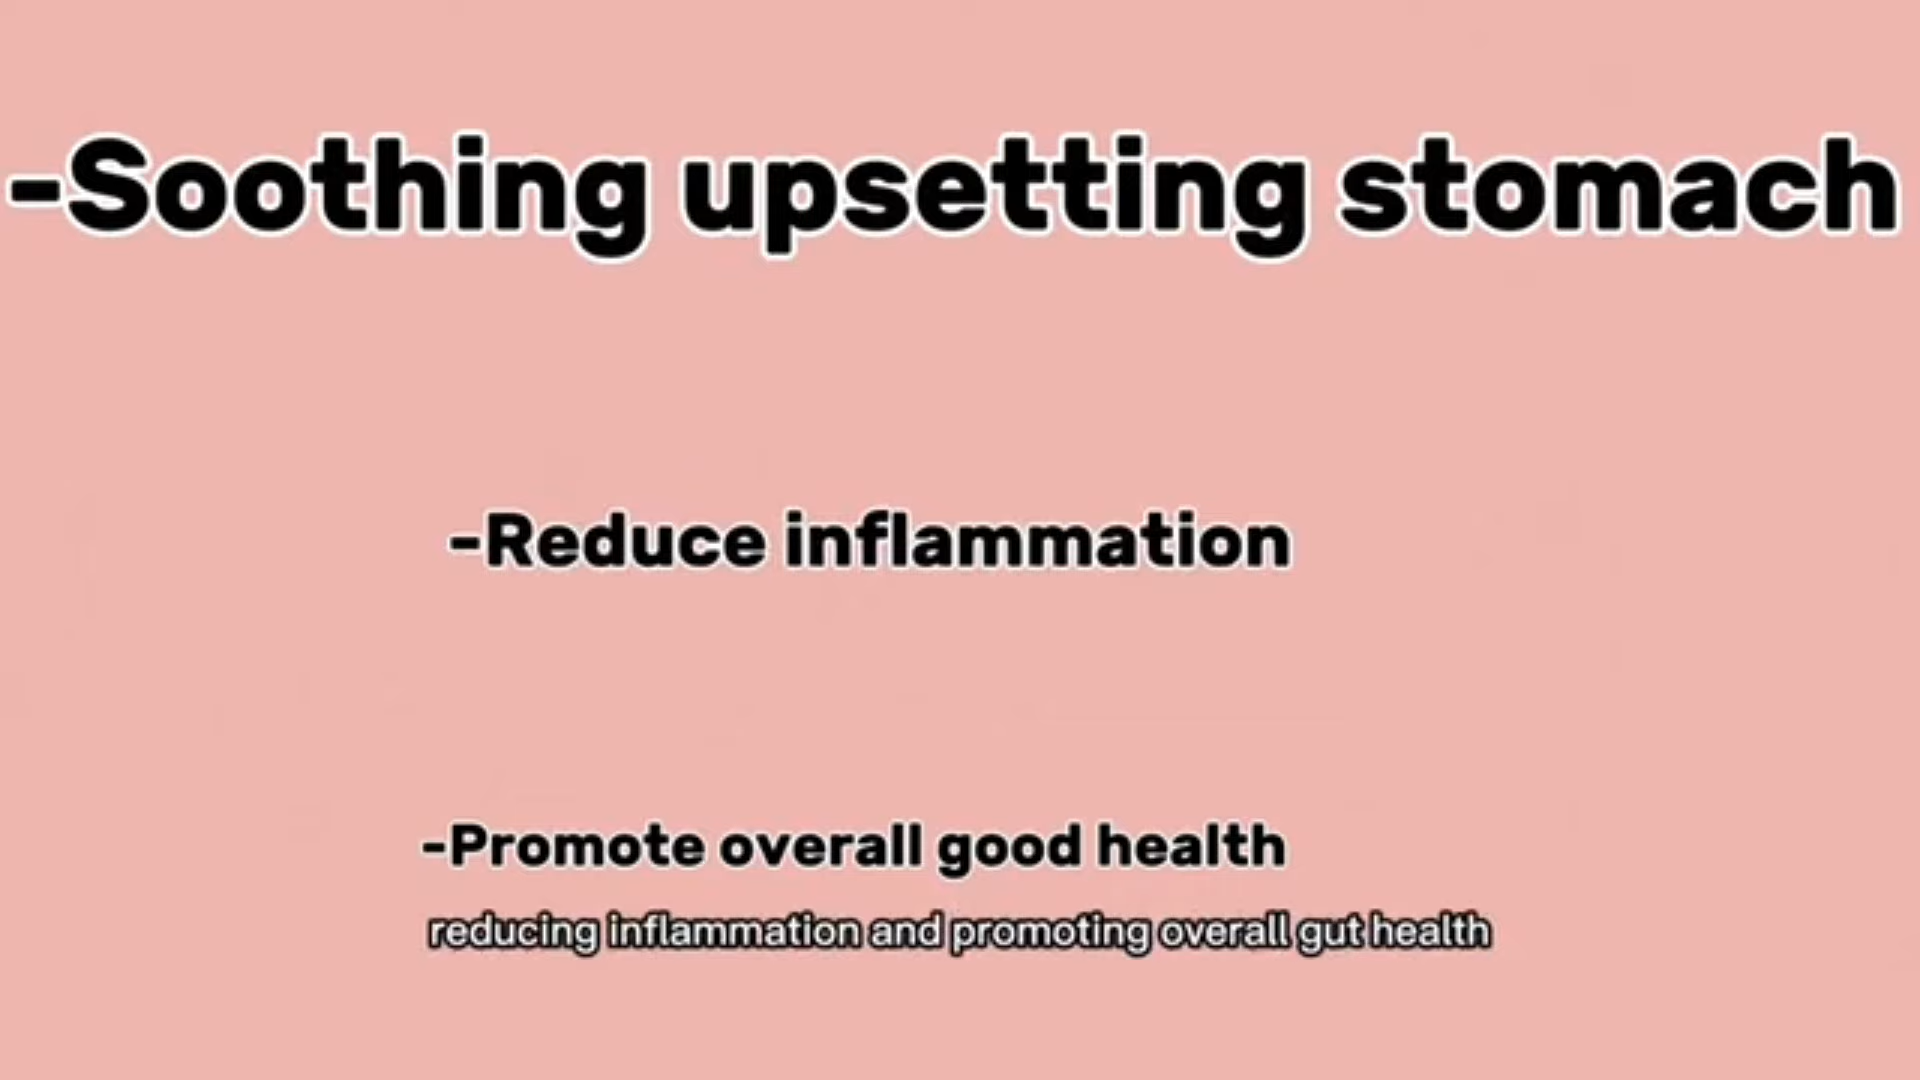 -Soothing upsetting stomach
-Reduce inflammation
-Promote overall good health
reducing inflammation and promoting overall gut health